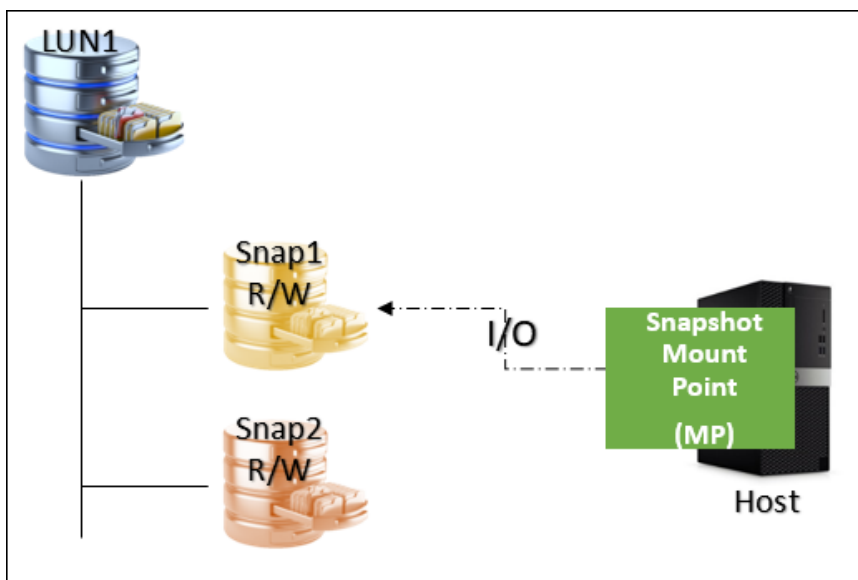 LUN1
Snap1
R/W
I/O
Snapshot
Mount
Point
(MP)
Snap2
R/W
Host